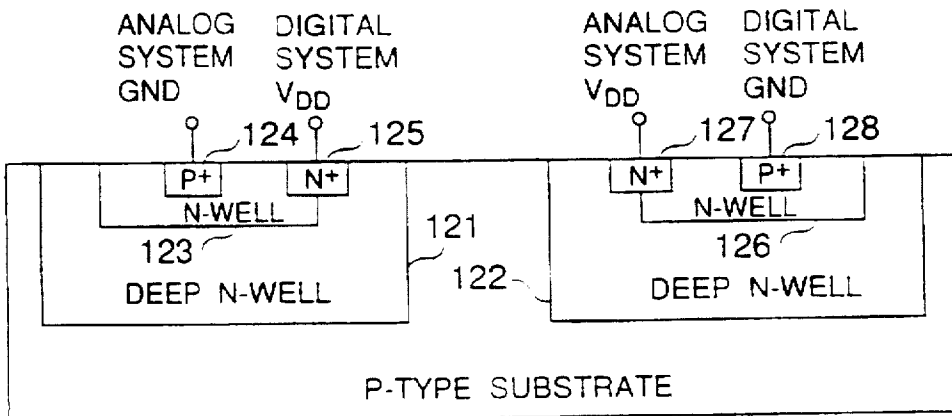 ANALOG
SYSTEM
GND
DIGITAL
SYSTEM
VDD
ANALOG
SYSTEM
VDD
DIGITAL
SYSTEM
GND
124
125
127
128
P+
N+
N+
P+
N-WELL
N-WELL
123
121
126
122
DEEP N-WELL
DEEP N-WELL
P-TYPE SUBSTRATE